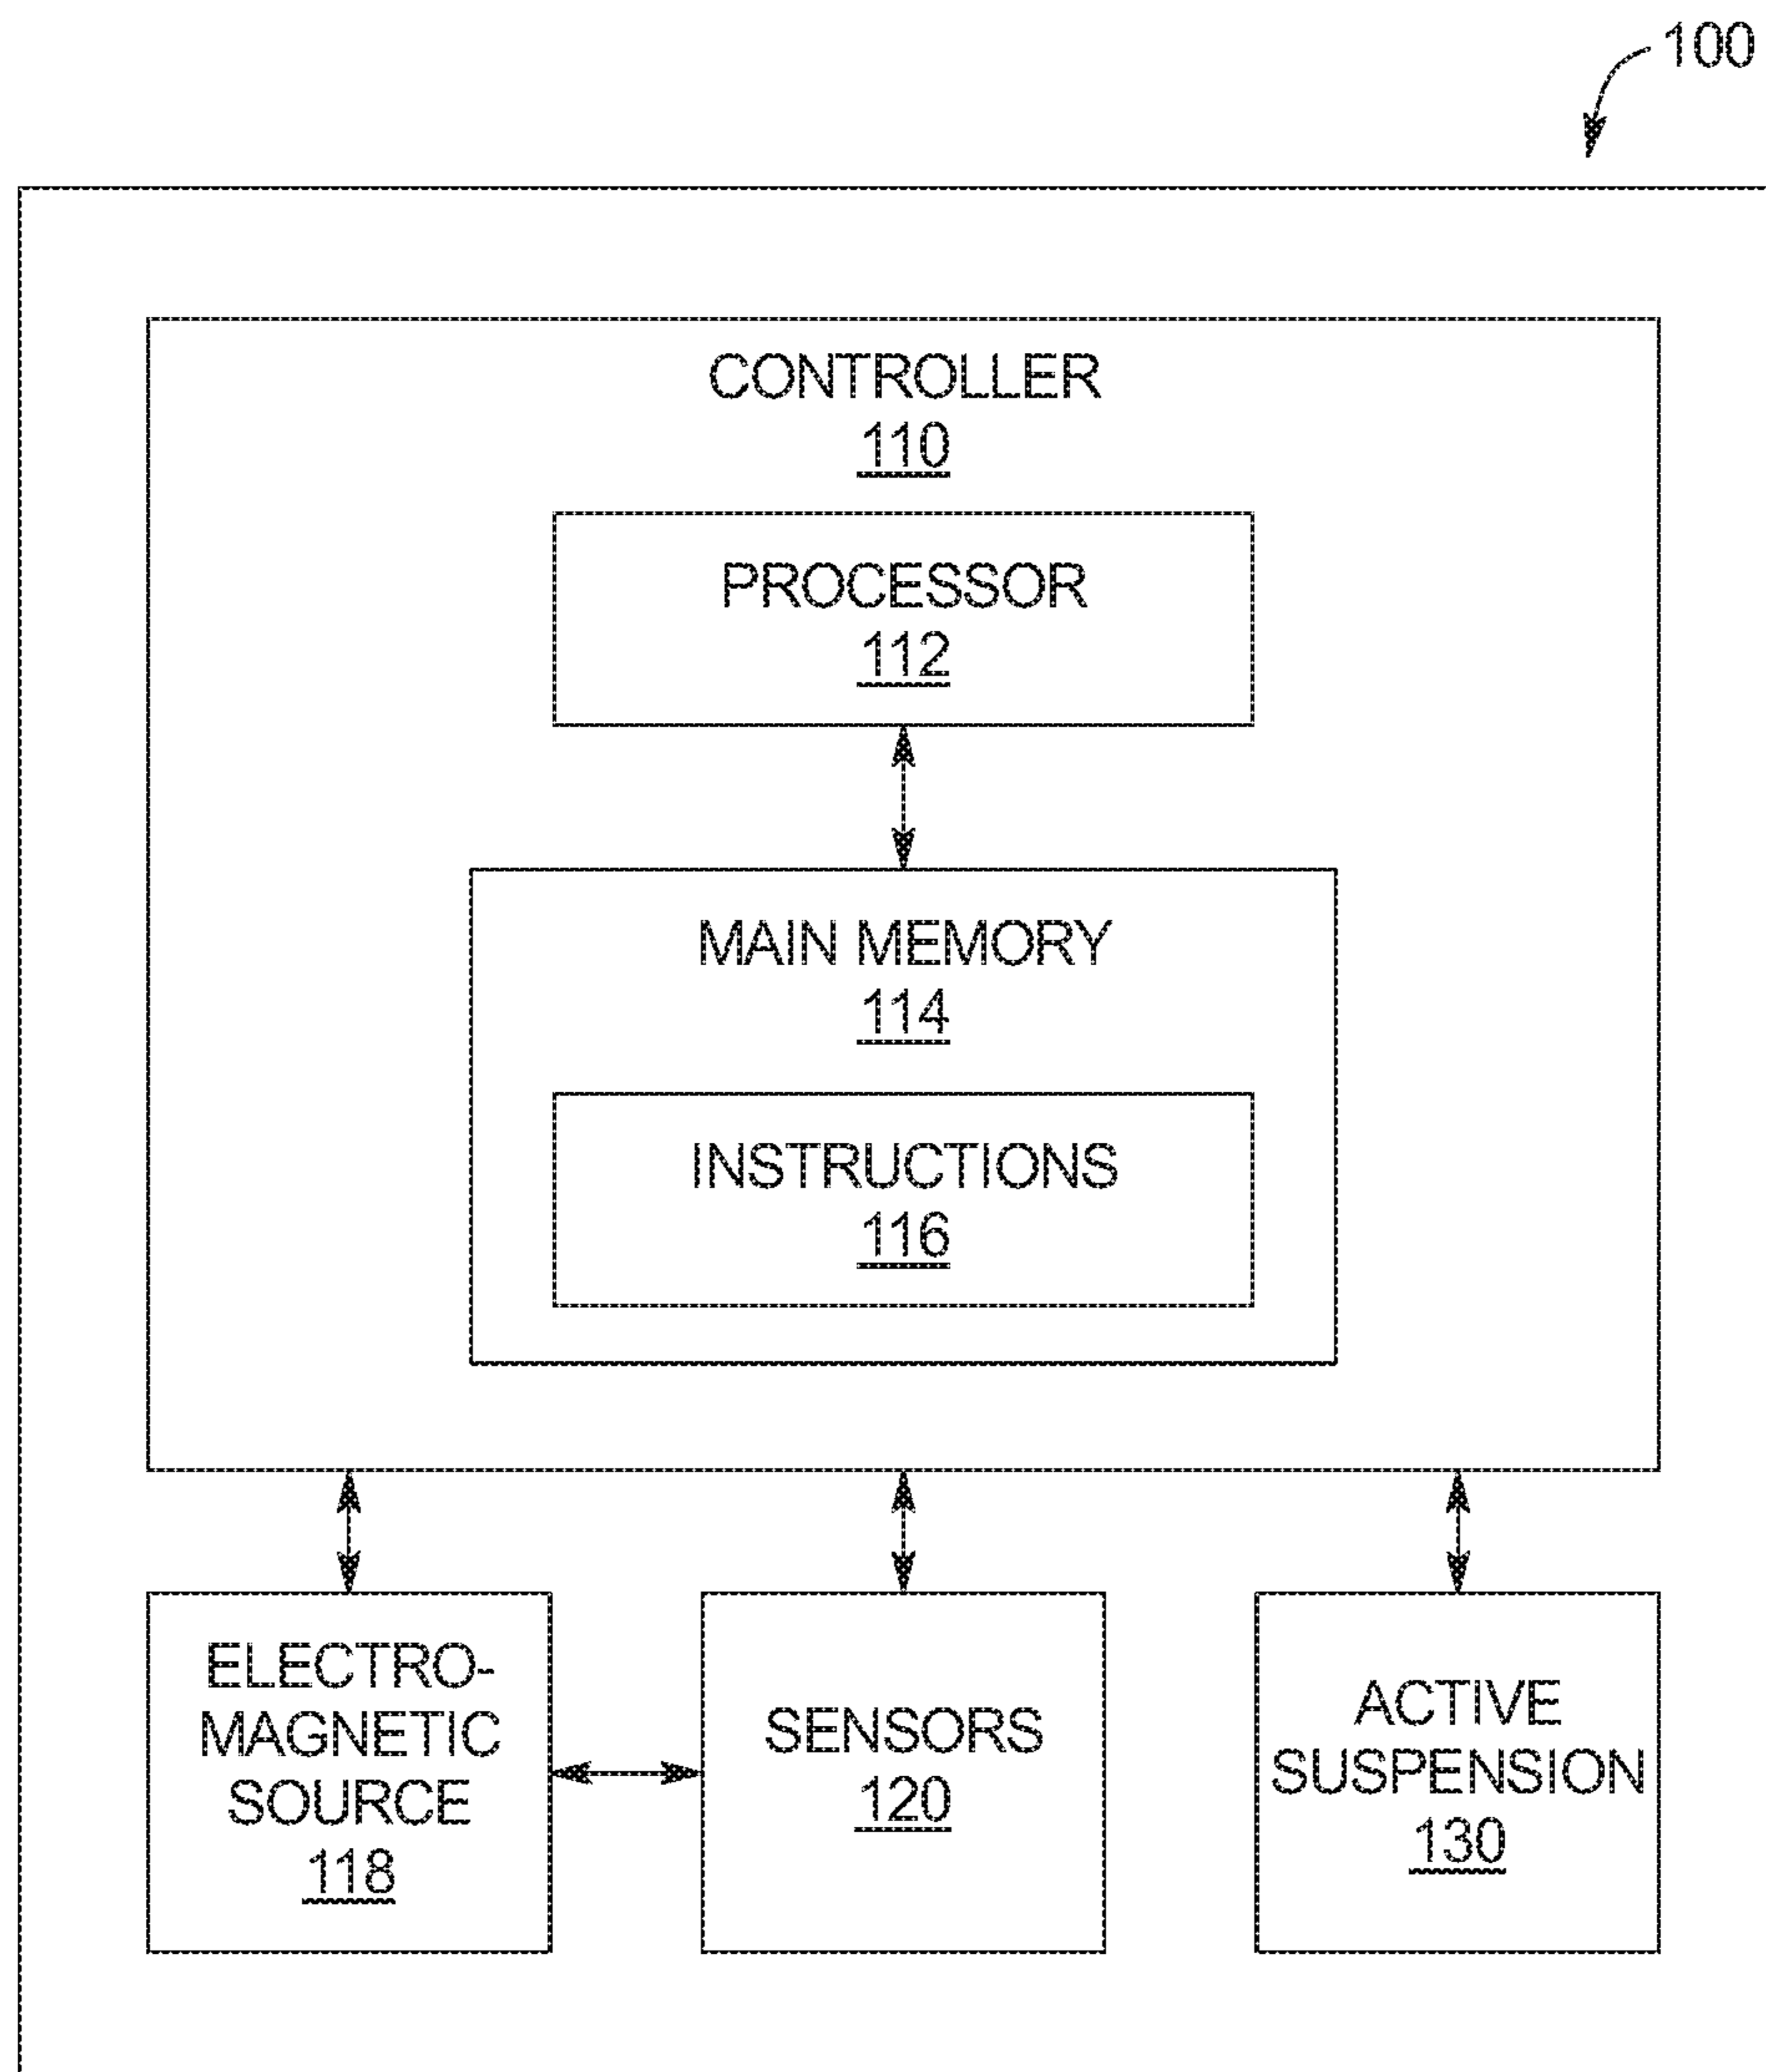 100
CONTROLLER
110
PROCESSOR
112
MAIN MEMORY
114
INSTRUCTIONS
116
ELECTRO-
MAGNETIC
SOURCE
118
SENSORS
120
ACTIVE
SUSPENSION
130